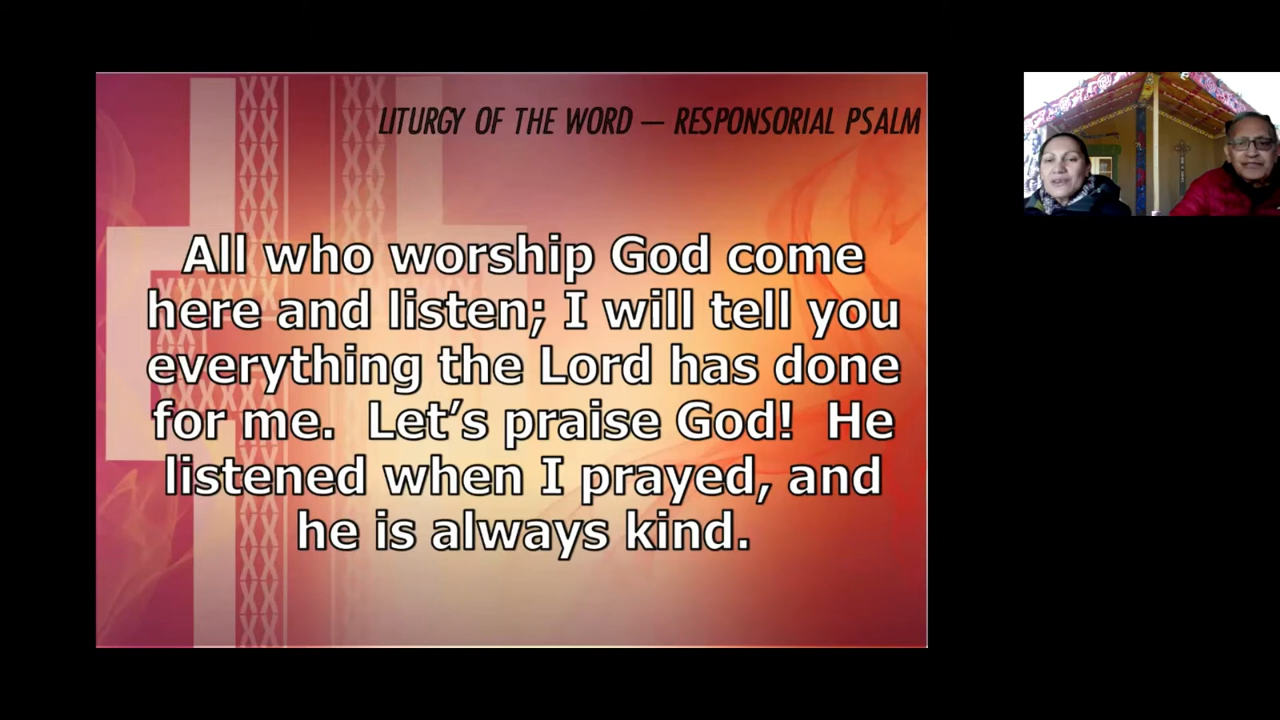 LITURGY OF THE WORD – RESPONSORIAL PSALM
All who worship God come
here and listen; I will tell you
everything the Lord has done
for me.  Let’s praise God!  He
listened when I prayed, and
he is always kind.